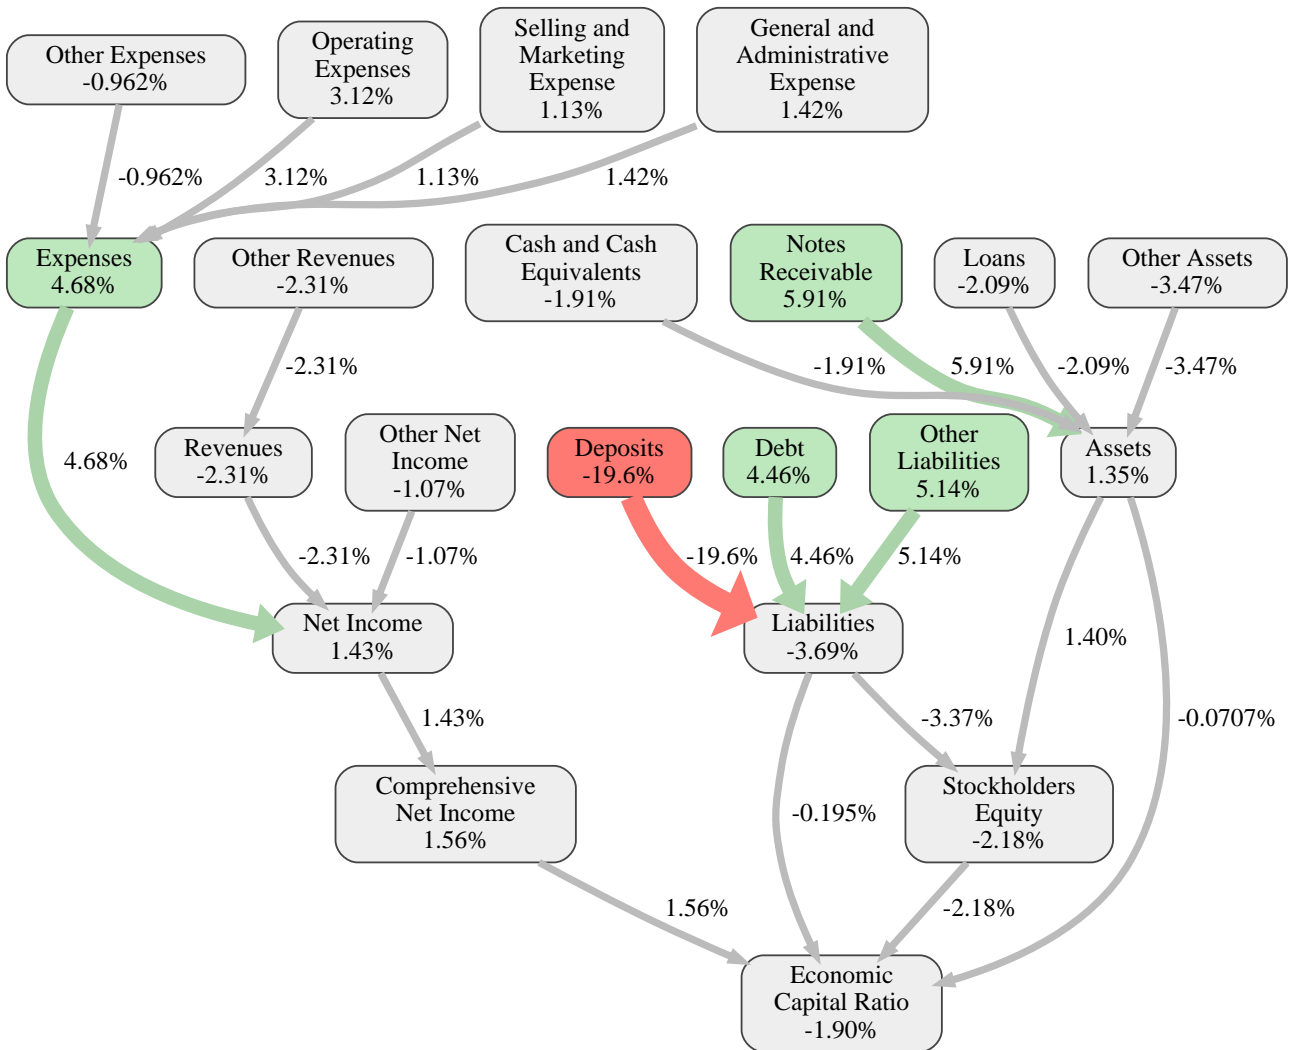 Other Expenses
-0.962%
Operating
Expenses
3.12%
Selling and
Marketing
Expense
1.13%
General and
Administrative
Expense
1.42%
-0.962%
3.12%
1.13%
1.42%
Expenses
4.68%
Other Revenues
-2.31%
Cash and Cash
Equivalents
-1.91%
Notes
Receivable
5.91%
Loans
-2.09%
Other Assets
-3.47%
-2.31%
-1.91%
5.91%
-2.09%
-3.47%
4.68%
Revenues
-2.31%
Other Net
Income
-1.07%
Deposits
-19.6%
Debt
4.46%
Other
Liabilities
5.14%
Assets
1.35%
-2.31%
-1.07%
-19.6%
4.46%
5.14%
Net Income
1.43%
Liabilities
-3.69%
1.40%
1.43%
-3.37%
-0.0707%
Comprehensive
Net Income
1.56%
-0.195%
Stockholders
Equity
-2.18%
1.56%
-2.18%
Economic
Capital Ratio
-1.90%